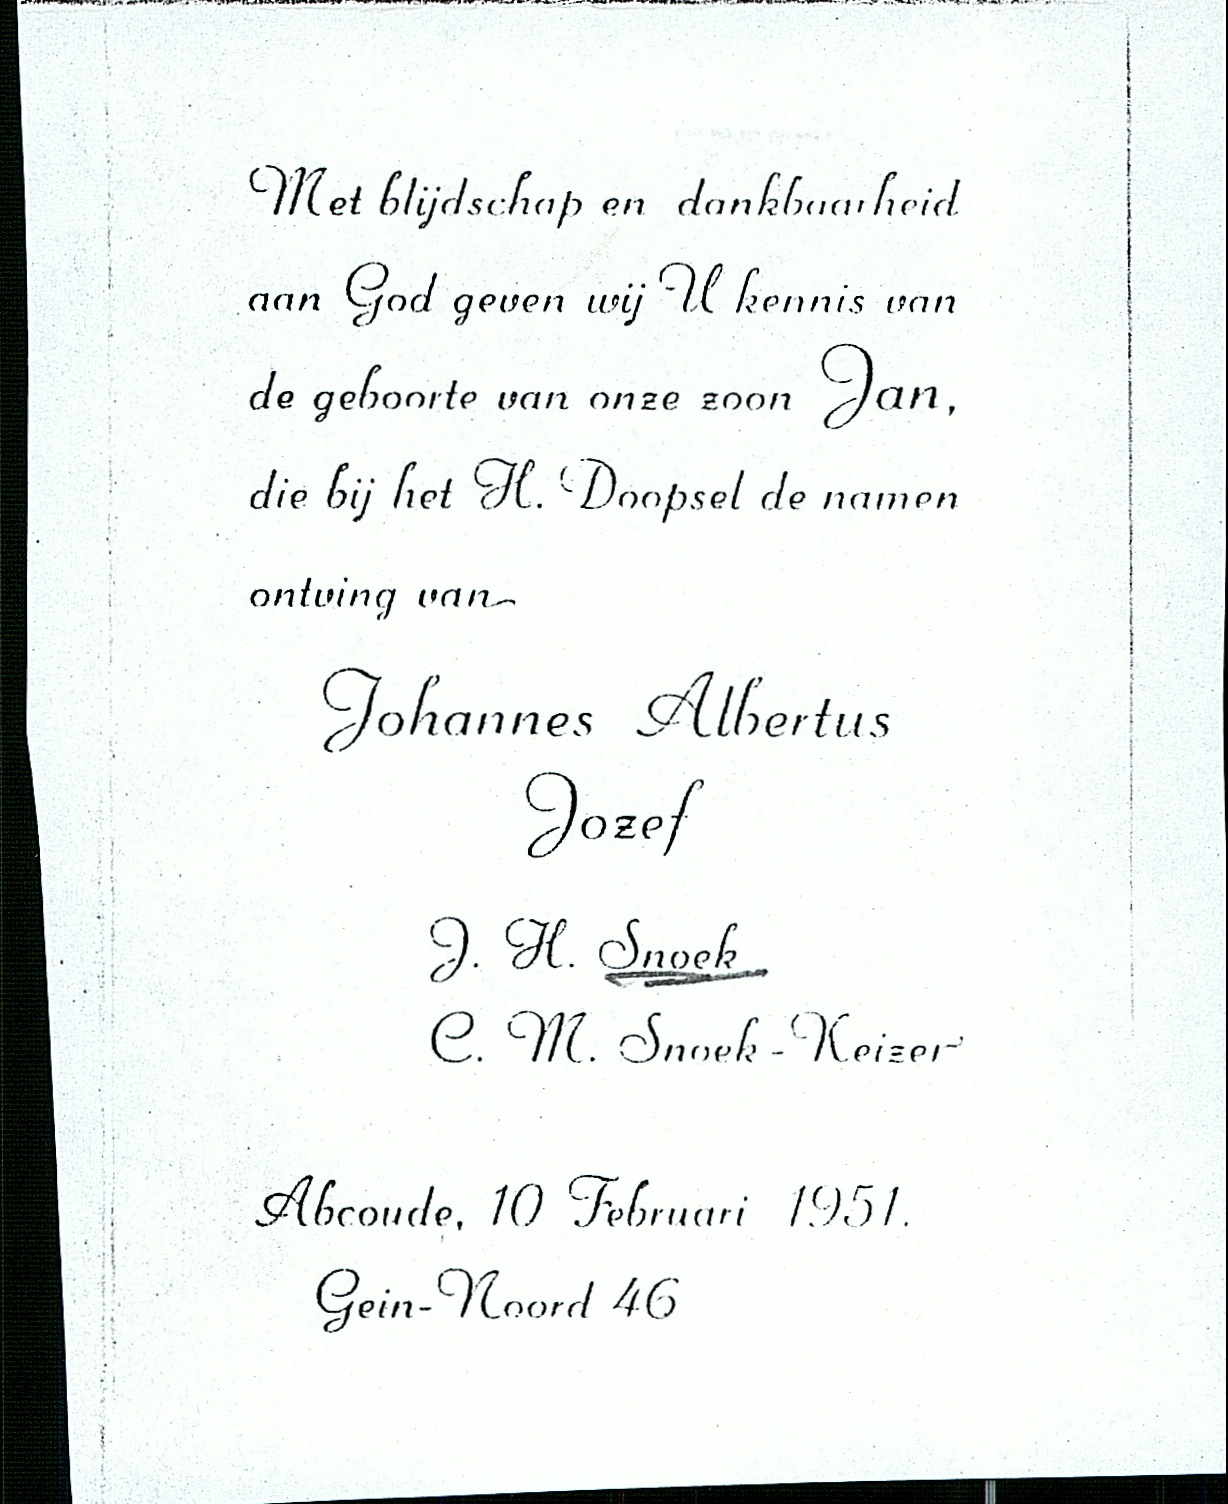 Met blijdschap en dankbaarheid
aan God geven wij U kennis van
de geboorte van onze zoon Jan,
die bij het H. Doopsel de namen
ontving van
Johannes Albertus
Jozef
J. H. Snoek
C. M. Snoek - Keizer
Abcoude, 10 Februari 1951.
Gein-Noord 46